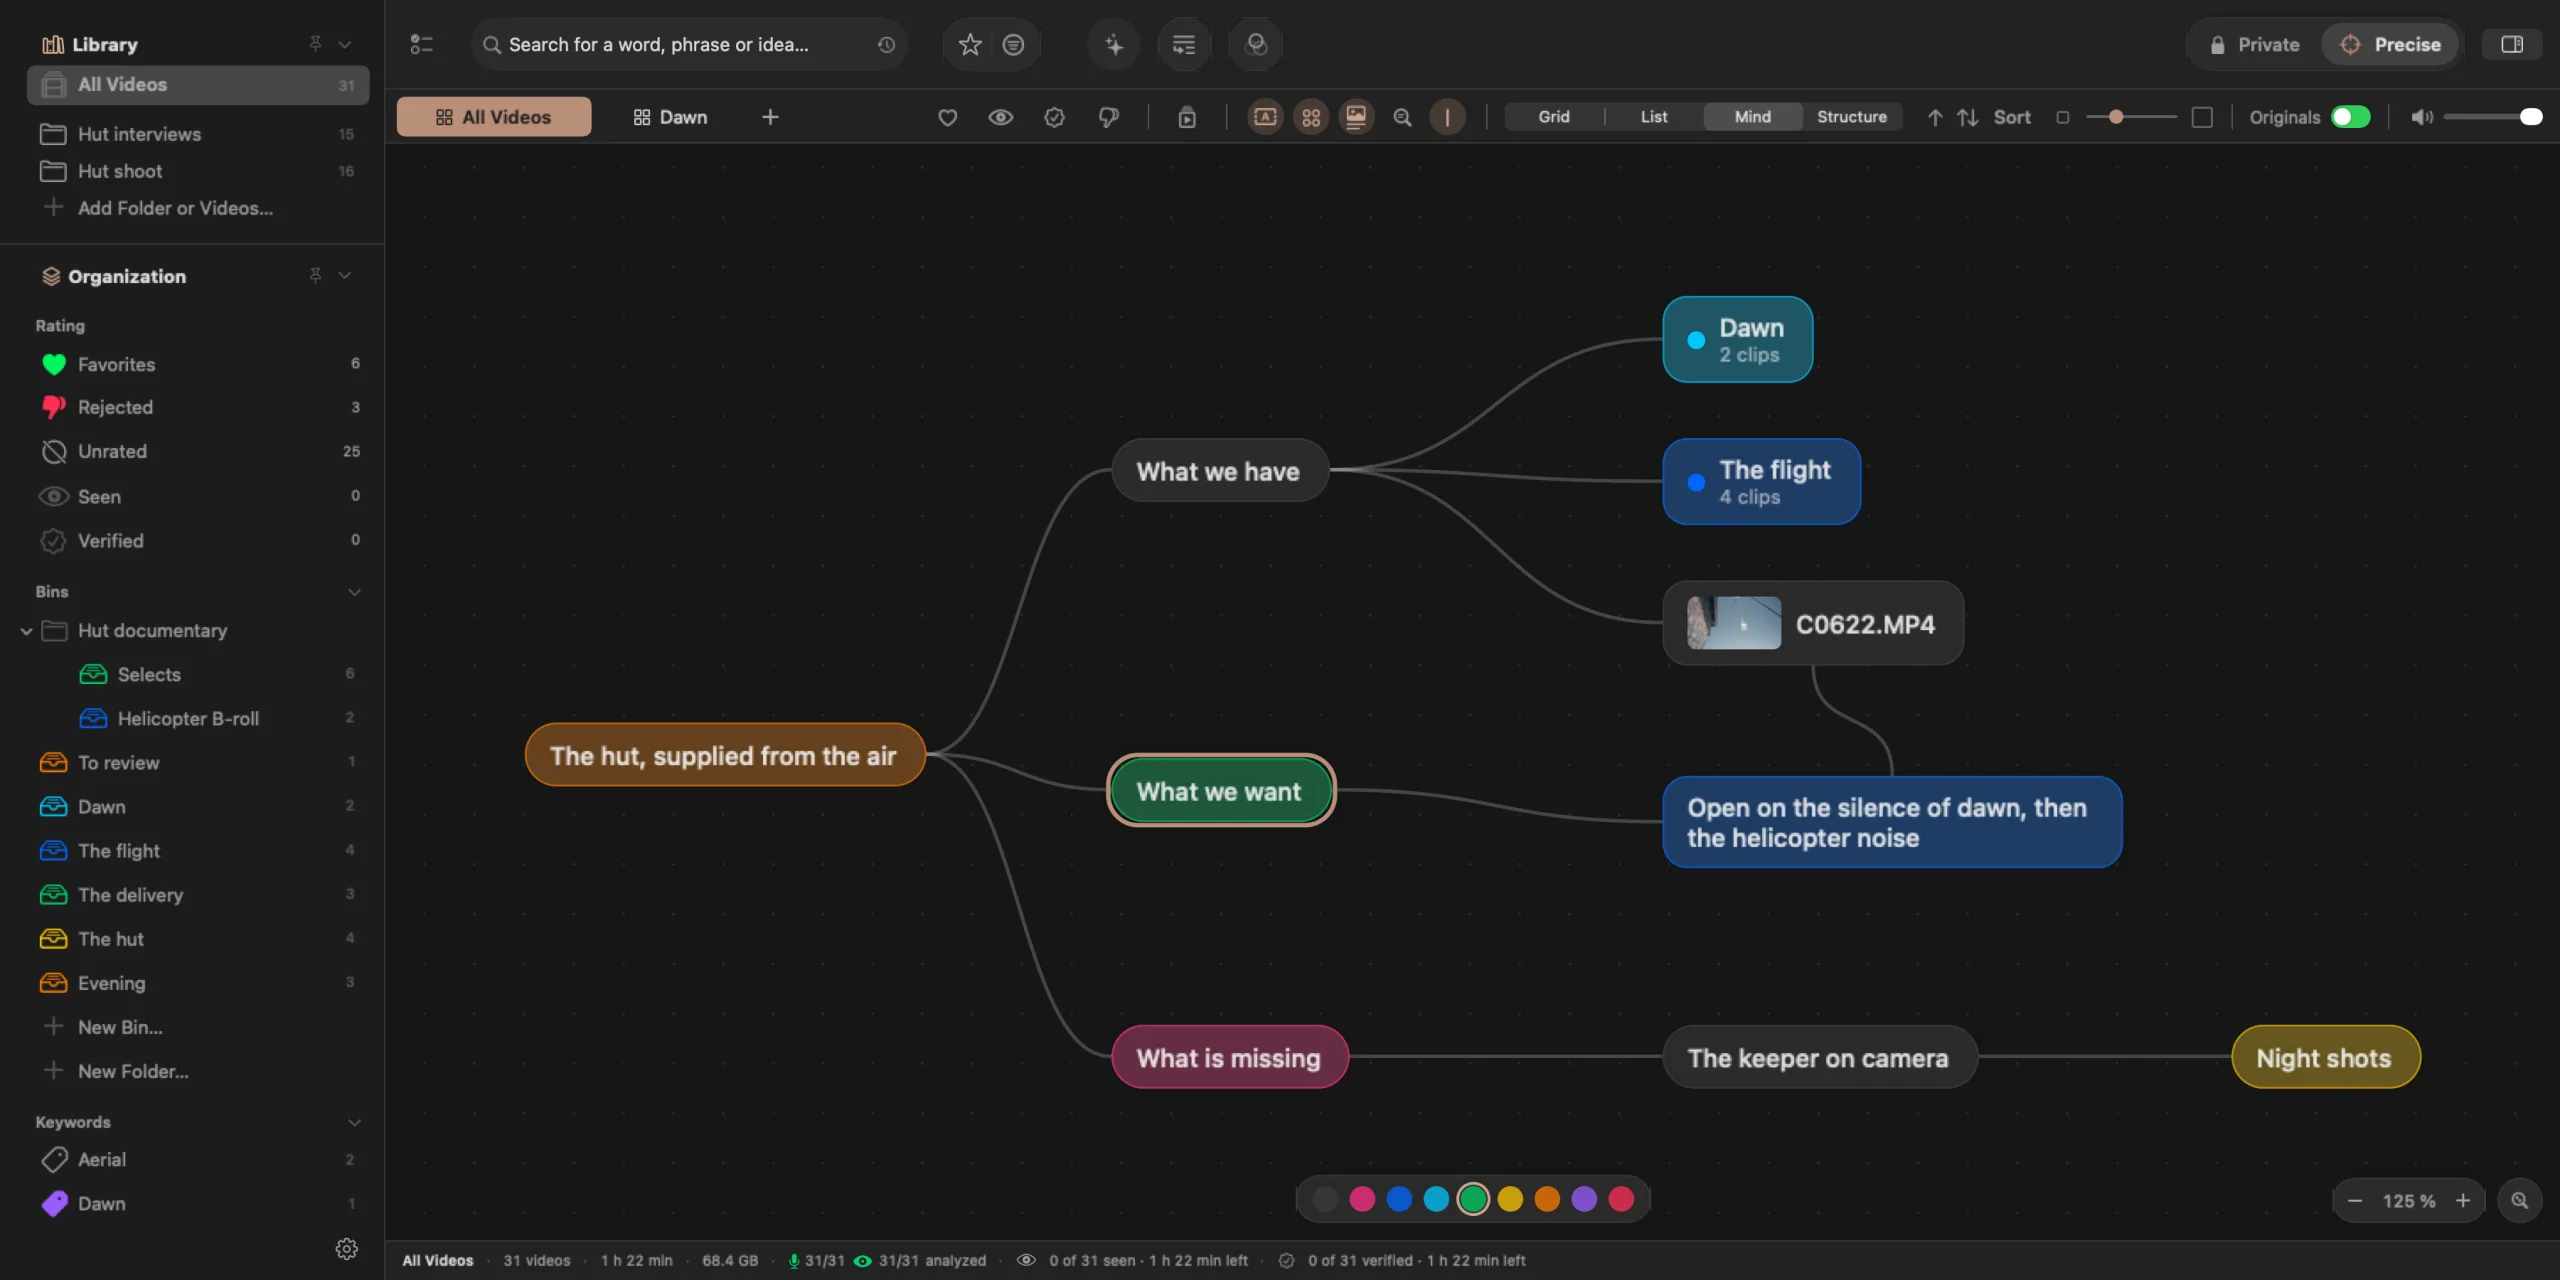 Library
All Videos 31
Hut interviews 15
Hut shoot 16
Add Folder or Videos...
Organization
Rating
Favorites 6
Rejected 3
Unrated 25
Seen 0
Verified 0
Bins
Hut documentary
Selects 6
Helicopter B-roll 2
To review 1
Dawn 2
The flight 4
The delivery 3
The hut 4
Evening 3
New Bin...
New Folder...
Keywords
Aerial 2
Dawn 1
Search for a word, phrase or idea...
Private
Precise
All Videos
Dawn
Grid
List
Mind
Structure
Sort
Originals
Dawn
2 clips
The flight
4 clips
What we have
C0622.MP4
The hut, supplied from the air
What we want
Open on the silence of dawn, then
the helicopter noise
What is missing
The keeper on camera
Night shots
125 %
All Videos · 31 videos · 1 h 22 min · 68.4 GB · 31/31 31/31 analyzed · 0 of 31 seen · 1 h 22 min left · 0 of 31 verified · 1 h 22 min left